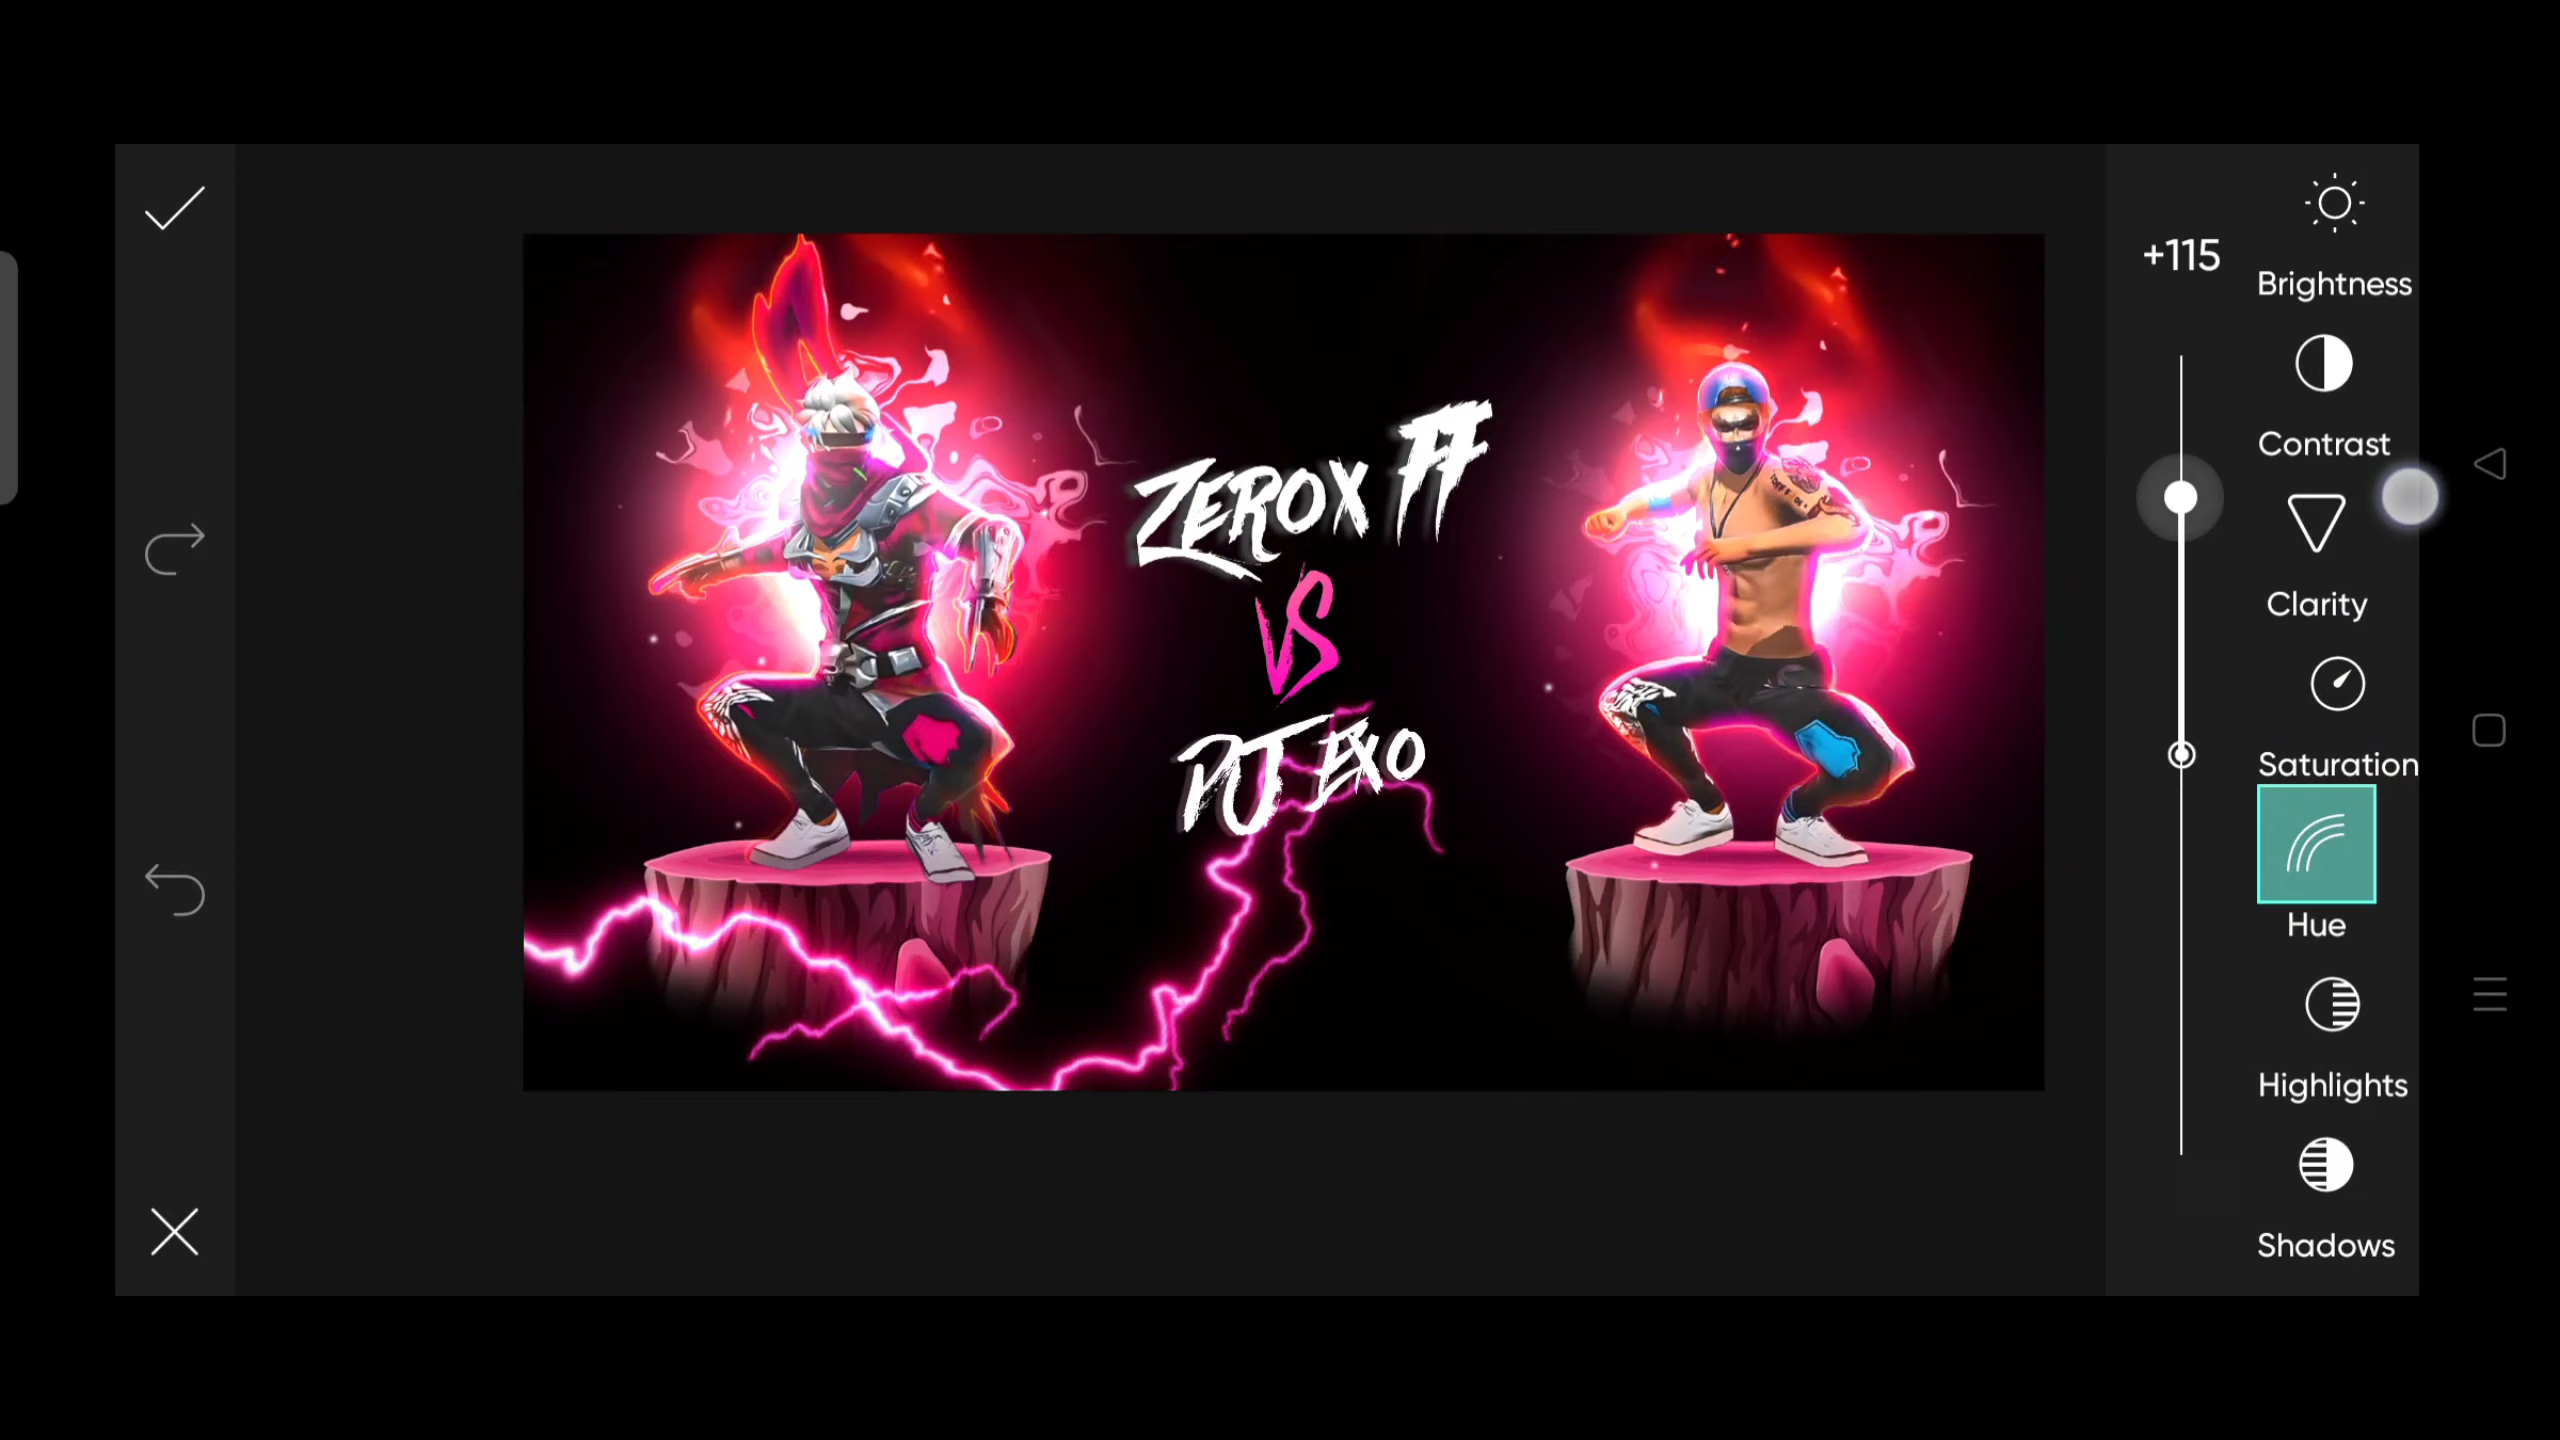 ZEROX FF
VS
DJ EXO
+115
Brightness
Contrast
Clarity
Saturation
Hue
Highlights
Shadows